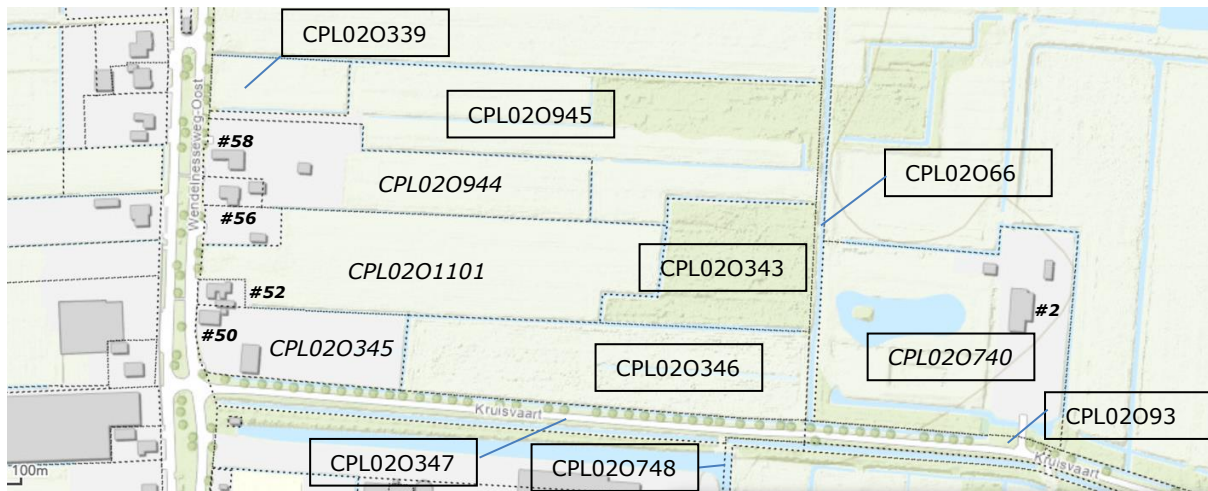 CPL02O339
Wendelnesseweg-Oost
CPL02O945
#58
CPL02O944
CPL02O66
#56
CPL02O343
CPL02O1101
#52
#2
#50
CPL02O345
CPL02O346
CPL02O740
Kruisvaart
CPL02O93
CPL02O347
CPL02O748
Kruisvaart
100m